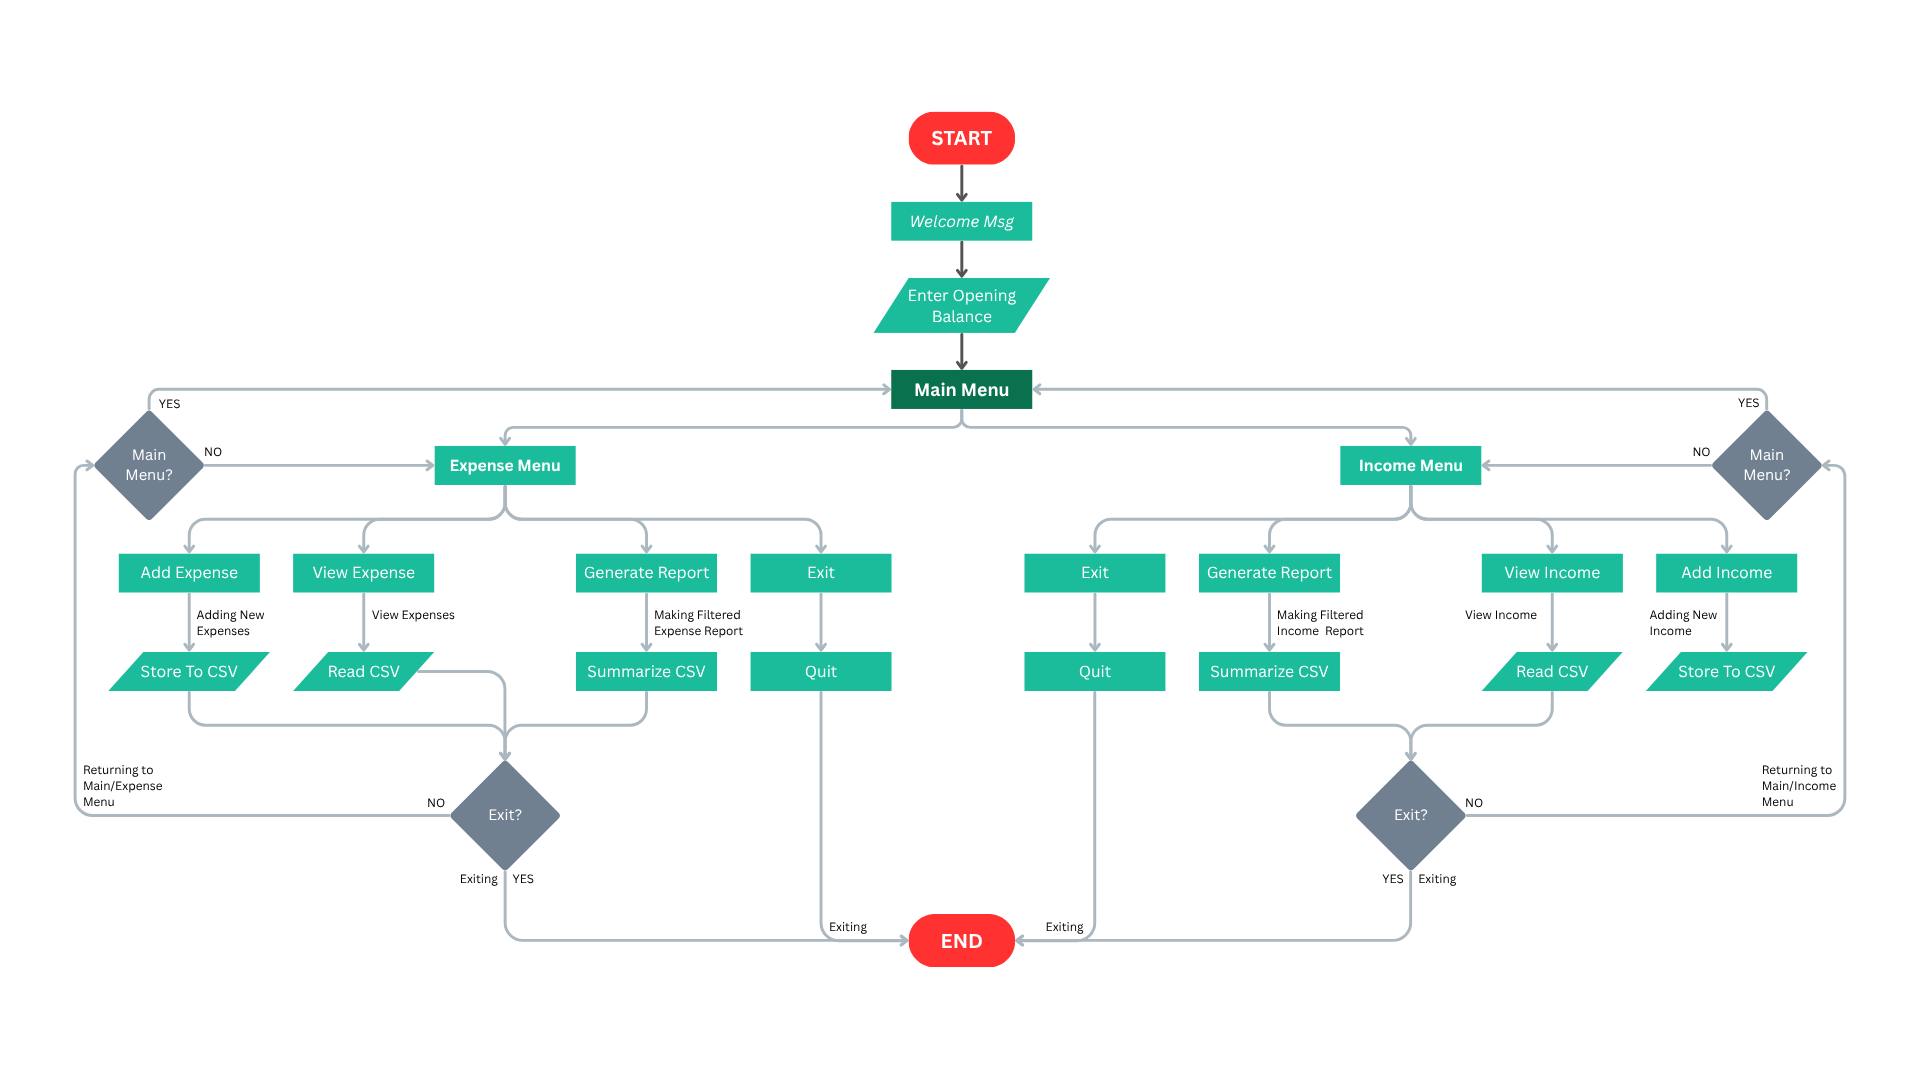 START
Welcome Msg
Enter Opening
Balance
Main Menu
YES
YES
Main
Menu?
NO
Expense Menu
Income Menu
NO
Main
Menu?
Add Expense
View Expense
Generate Report
Exit
Exit
Generate Report
View Income
Add Income
Adding New
Expenses
View Expenses
Making Filtered
Expense Report
Making Filtered
Income Report
View Income
Adding New
Income
Store To CSV
Read CSV
Summarize CSV
Quit
Quit
Summarize CSV
Read CSV
Store To CSV
Returning to
Main/Expense
Menu
NO
Exit?
Exit?
NO
Returning to
Main/Income
Menu
Exiting
YES
YES
Exiting
Exiting
END
Exiting